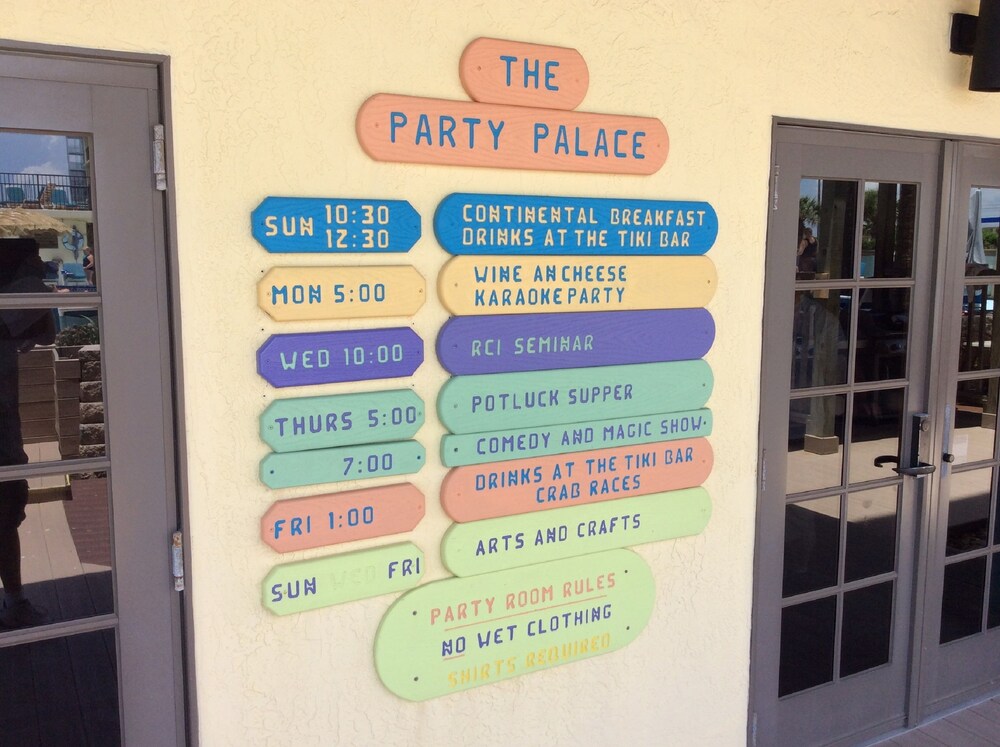 THE
PARTY PALACE
SUN 10:30
12:30
CONTINENTAL BREAKFAST
DRINKS AT THE TIKI BAR
MON 5:00
WINE AN CHEESE
KARAOKE PARTY
WED 10:00
RCI SEMINAR
THURS 5:00
POTLUCK SUPPER
7:00
COMEDY AND MAGIC SHOW
FRI 1:00
DRINKS AT THE TIKI BAR
CRAB RACES
SUN WED FRI
ARTS AND CRAFTS
PARTY ROOM RULES
NO WET CLOTHING
SHIRTS REQUIRED